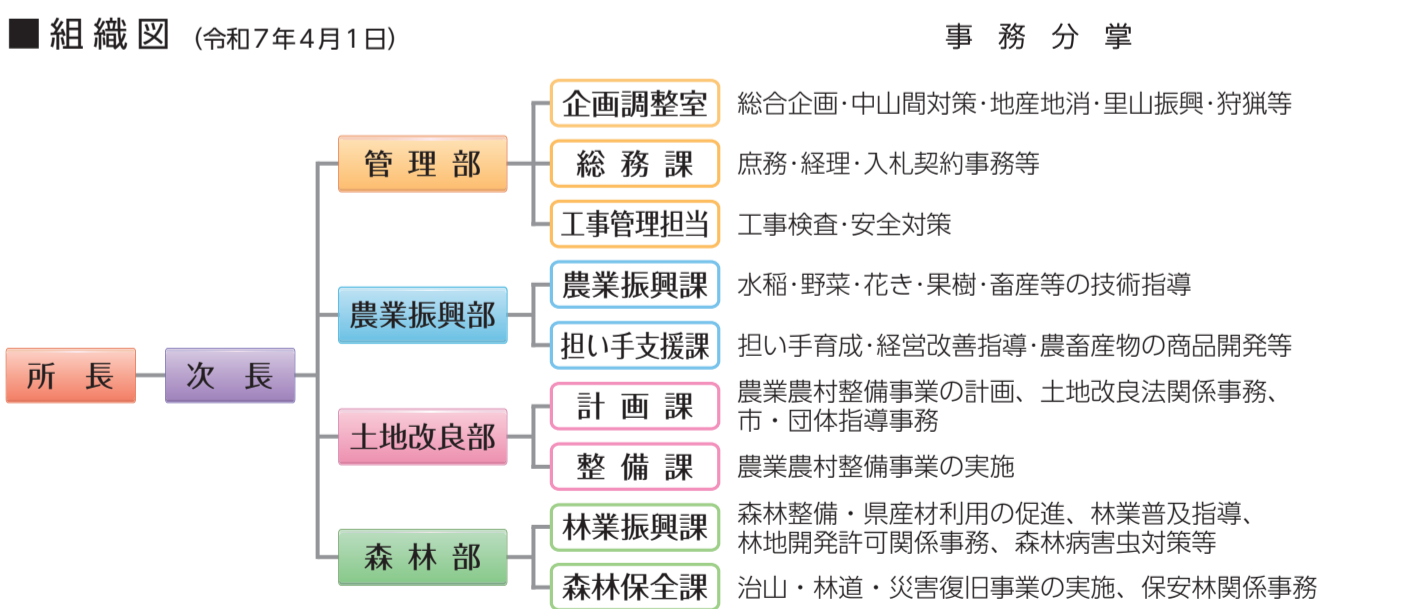 ■組織図 (令和7年4月1日)
事務分掌
所長
次長
管理部
企画調整室 総合企画・中山間対策・地産地消・里山振興・狩猟等
総務課 庶務・経理・入札契約事務等
工事管理担当 工事検査・安全対策
農業振興部
農業振興課 水稲・野菜・花き・果樹・畜産等の技術指導
担い手支援課 担い手育成・経営改善指導・農畜産物の商品開発等
土地改良部
計画課 農業農村整備事業の計画、土地改良法関係事務、
市・団体指導事務
整備課 農業農村整備事業の実施
森林部
林業振興課 森林整備・県産材利用の促進、林業普及指導、
林地開発許可関係事務、森林病害虫対策等
森林保全課 治山・林道・災害復旧事業の実施、保安林関係事務